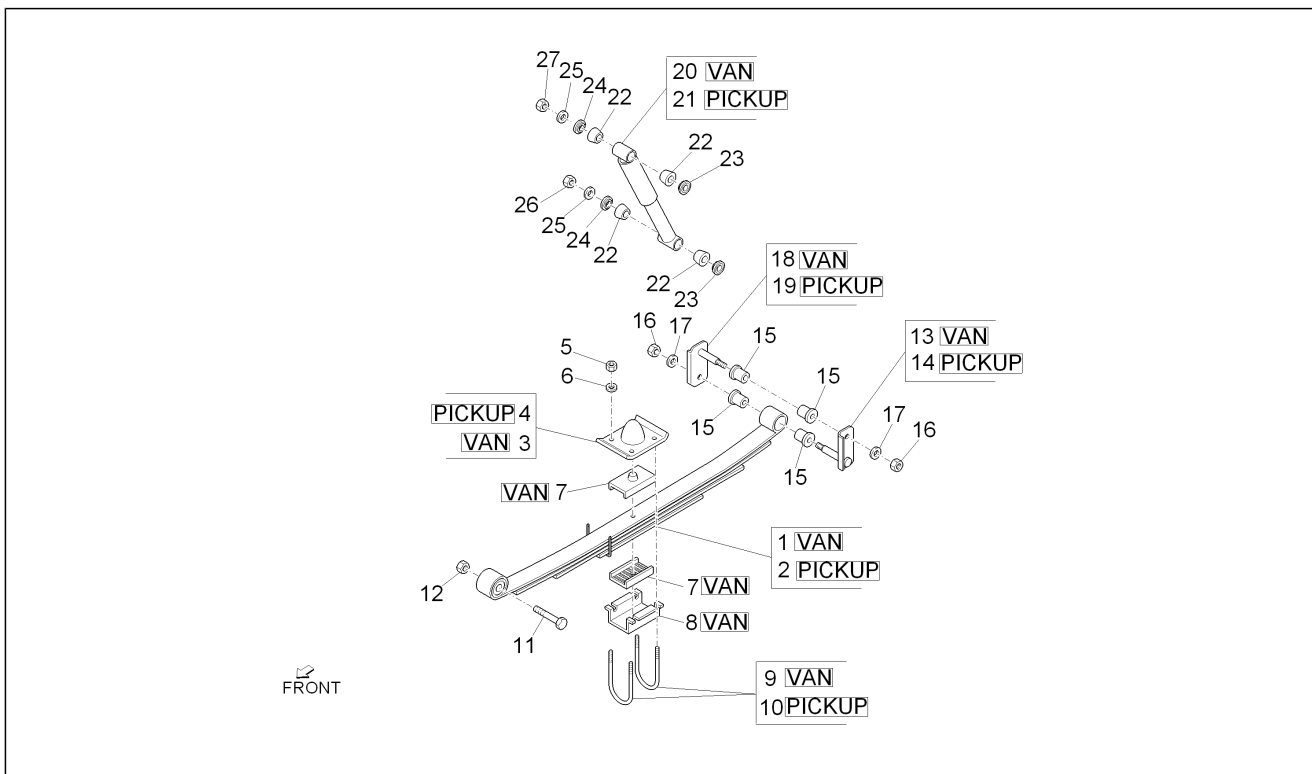 27
25
24
22
20 VAN
21 PICKUP
22
23
26
25
24
22
22
23
18 VAN
19 PICKUP
16
17
15
13 VAN
14 PICKUP
5
6
15
PICKUP 4
VAN 3
15
17
16
15
VAN 7
1 VAN
2 PICKUP
12
7 VAN
8 VAN
11
9 VAN
10 PICKUP
FRONT